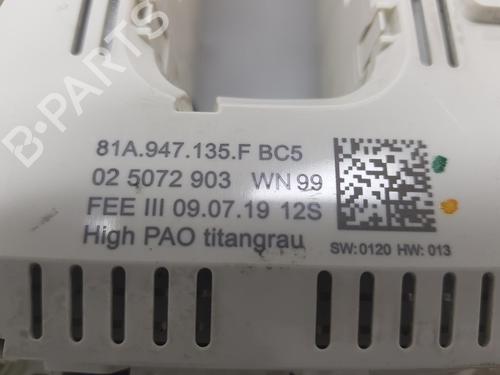 B-PARTS
81A.947.135.F BC5
02 5072 903 WN 99
FEE III 09.07.19 12S
High PAO titangrau
SW:0120 HW: 013